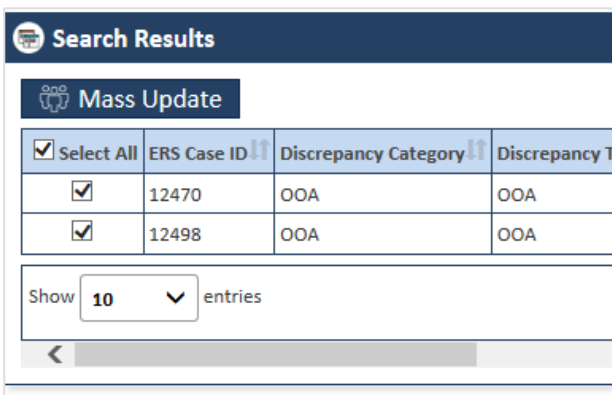 Search Results
Mass Update
Select All ERS Case ID Discrepancy Category Discrepancy T
12470 OOA OOA
12498 OOA OOA
Show 10 entries